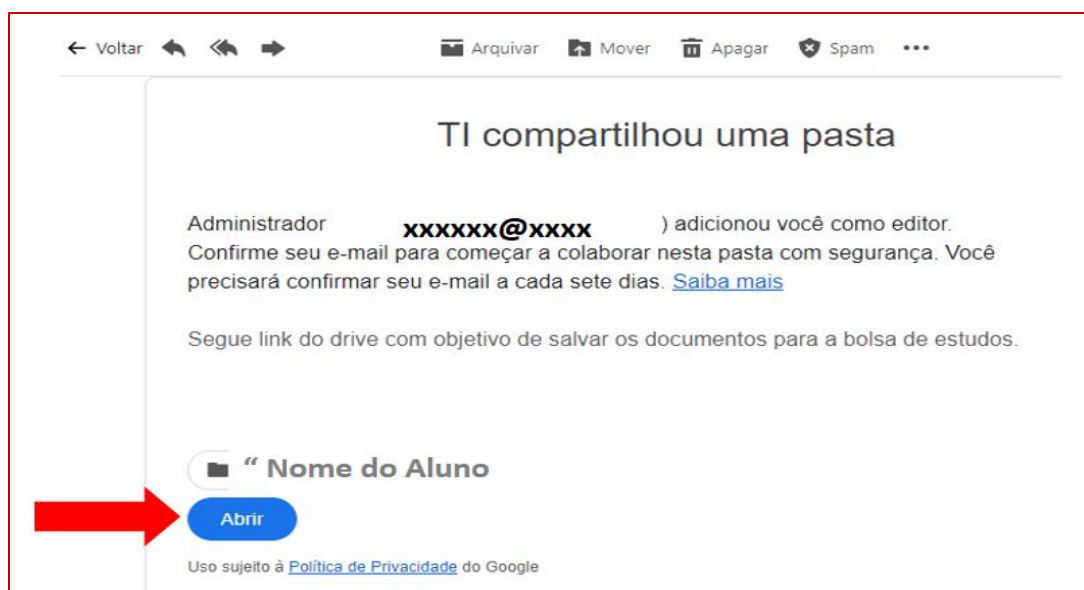 ← Voltar Arquivar Mover Apagar Spam •••
TI compartilhou uma pasta
Administrador xxxxxx@xxxx ) adicionou você como editor.
Confirme seu e-mail para começar a colaborar nesta pasta com segurança. Você
precisará confirmar seu e-mail a cada sete dias. Saiba mais
Segue link do drive com objetivo de salvar os documentos para a bolsa de estudos.
“ Nome do Aluno
Abrir
Uso sujeito à Política de Privacidade do Google